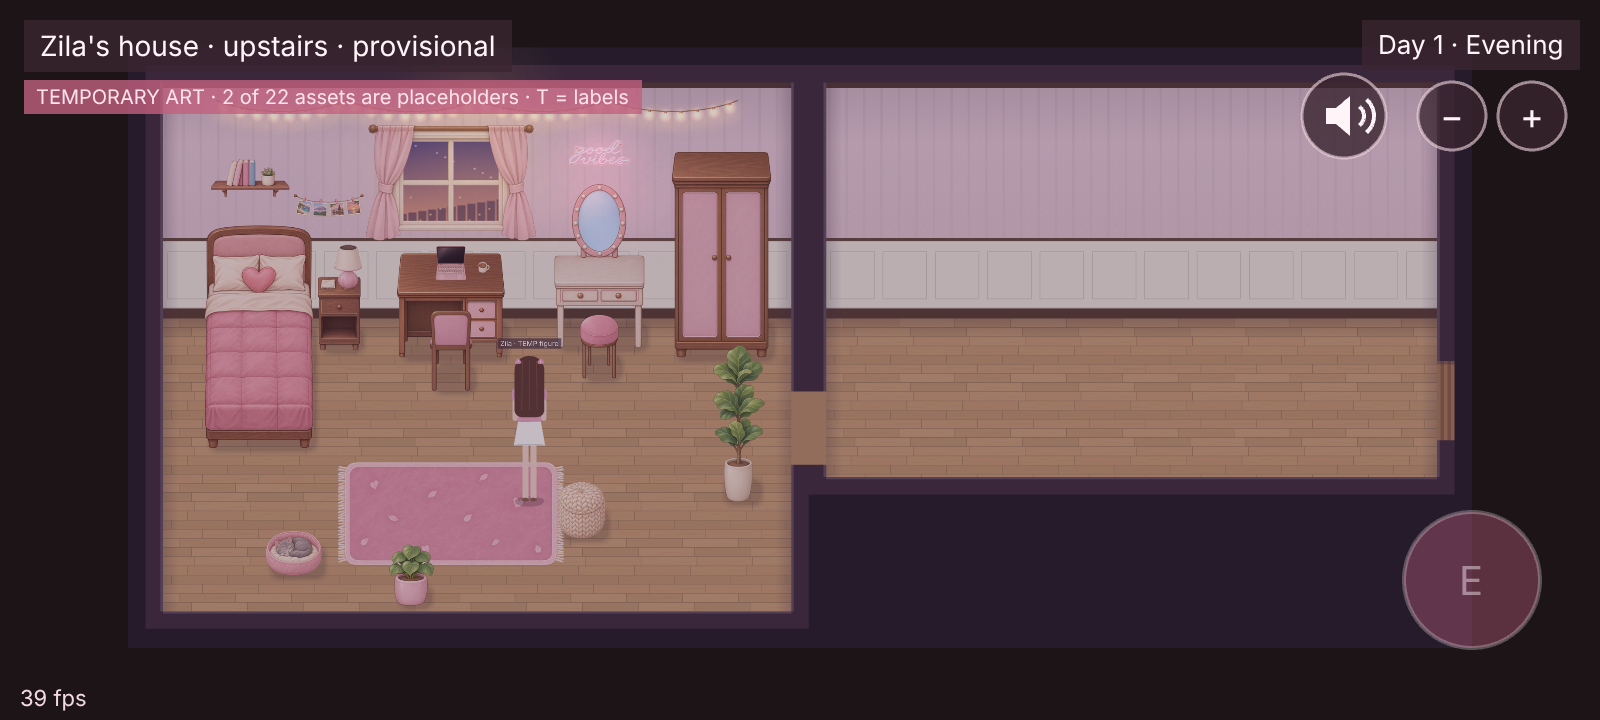 Zila's house · upstairs · provisional
Day 1 · Evening
TEMPORARY ART · 2 of 22 assets are placeholders · T = labels
− +
good
vibes
Zila · TEMP figure
E
39 fps